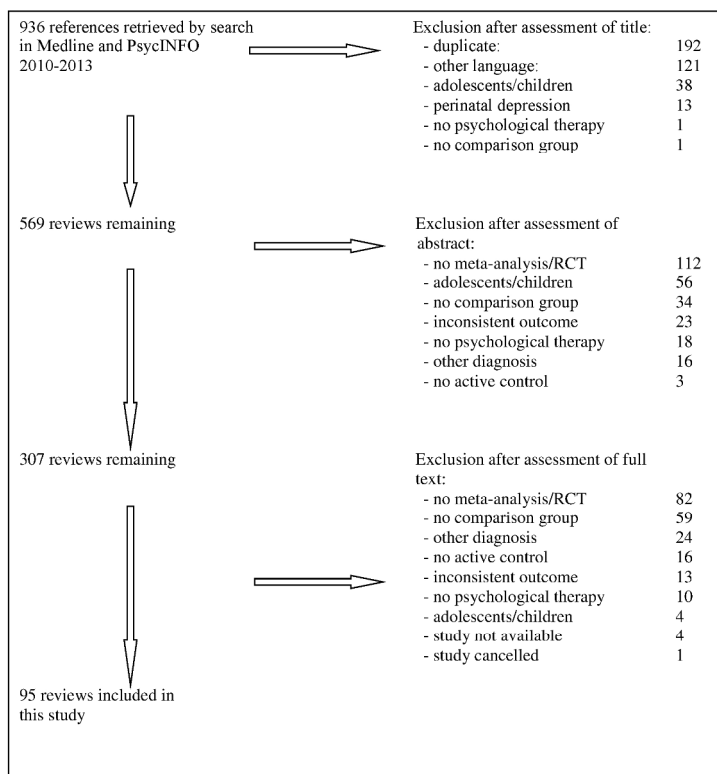 936 references retrieved by search
in Medline and PsycINFO
2010-2013
Exclusion after assessment of title:
- duplicate: 192
- other language: 121
- adolescents/children 38
- perinatal depression 13
- no psychological therapy 1
- no comparison group 1
569 reviews remaining
Exclusion after assessment of
abstract:
- no meta-analysis/RCT 112
- adolescents/children 56
- no comparison group 34
- inconsistent outcome 23
- no psychological therapy 18
- other diagnosis 16
- no active control 3
307 reviews remaining
Exclusion after assessment of full
text:
- no meta-analysis/RCT 82
- no comparison group 59
- other diagnosis 24
- no active control 16
- inconsistent outcome 13
- no psychological therapy 10
- adolescents/children 4
- study not available 4
- study cancelled 1
95 reviews included in
this study